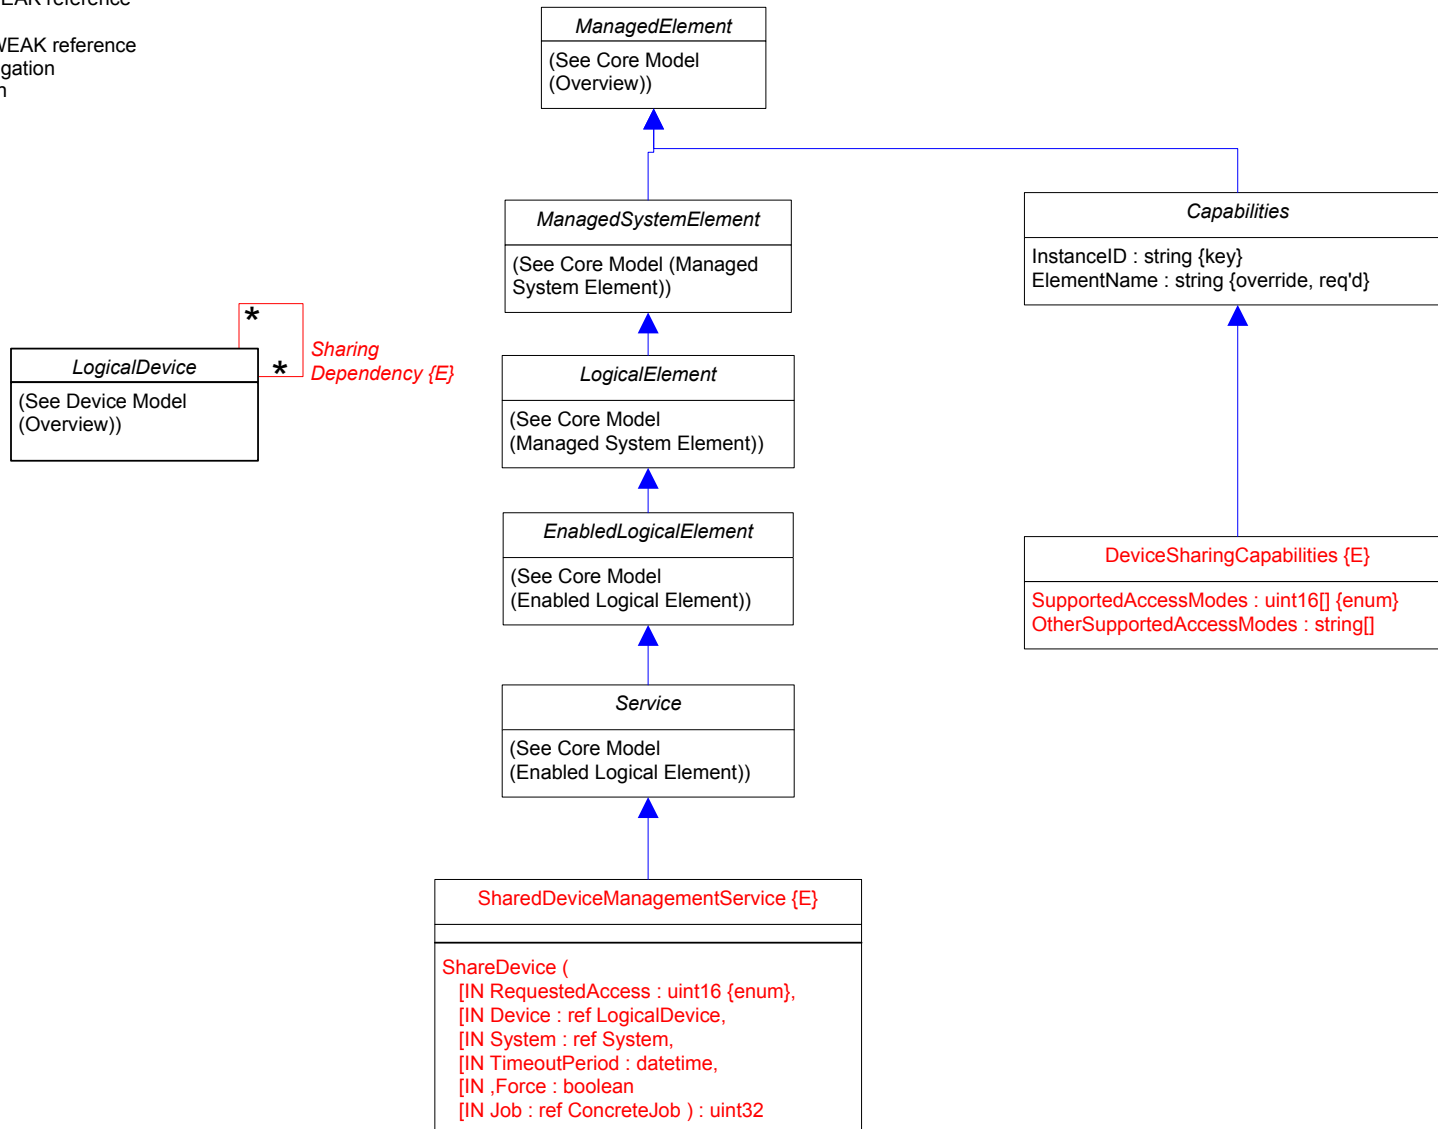 reference
WEAK reference
ManagedElement
(See Core Model
(Overview))
ManagedSystemElement
(See Core Model (Managed
System Element))
Capabilities
InstanceID : string {key}
ElementName : string {override, req'd}
*
*
Sharing
Dependency {E}
LogicalDevice
(See Device Model
(Overview))
LogicalElement
(See Core Model
(Managed System Element))
EnabledLogicalElement
(See Core Model
(Enabled Logical Element))
DeviceSharingCapabilities {E}
SupportedAccessModes : uint16[] {enum}
OtherSupportedAccessModes : string[]
Service
(See Core Model
(Enabled Logical Element))
SharedDeviceManagementService {E}
ShareDevice (
[IN RequestedAccess : uint16 {enum},
[IN Device : ref LogicalDevice,
[IN System : ref System,
[IN TimeoutPeriod : datetime,
[IN ,Force : boolean
[IN Job : ref ConcreteJob ) : uint32